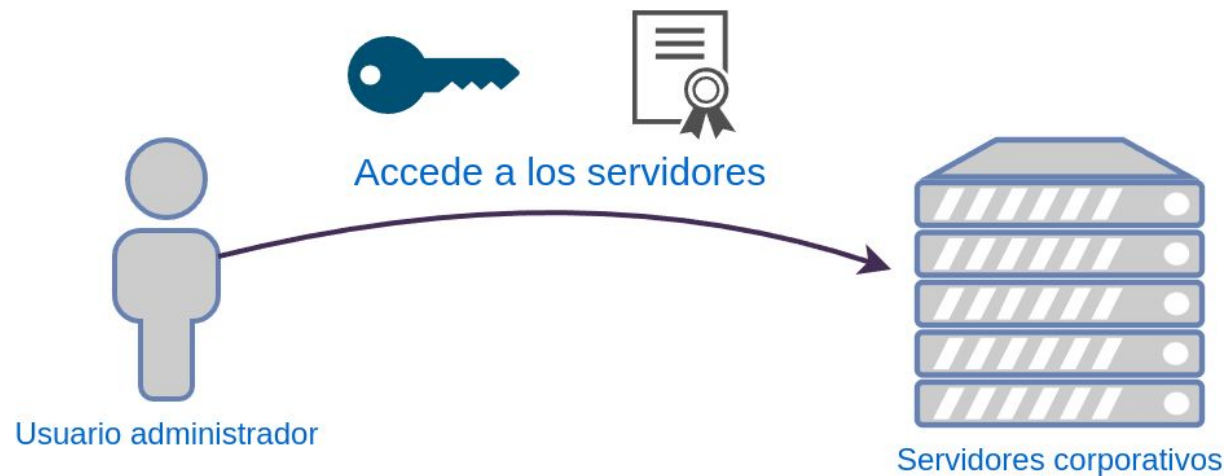 Accede a los servidores
Usuario administrador
Servidores corporativos